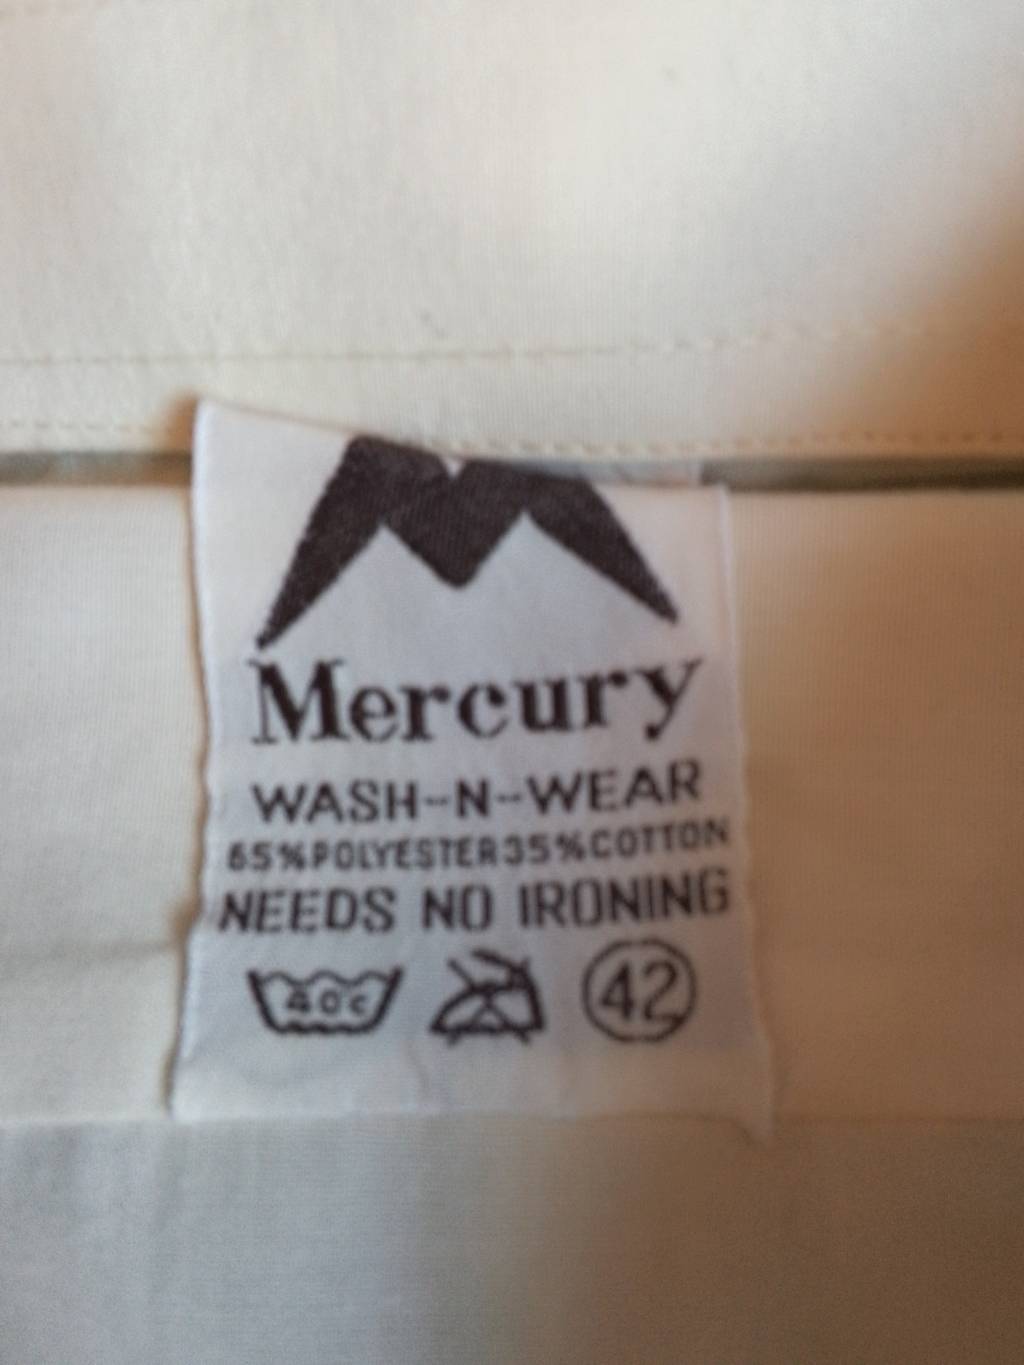 Mercury
WASH-N-WEAR
65%POLYESTER35%COTTON
NEEDS NO IRONING
40c 42